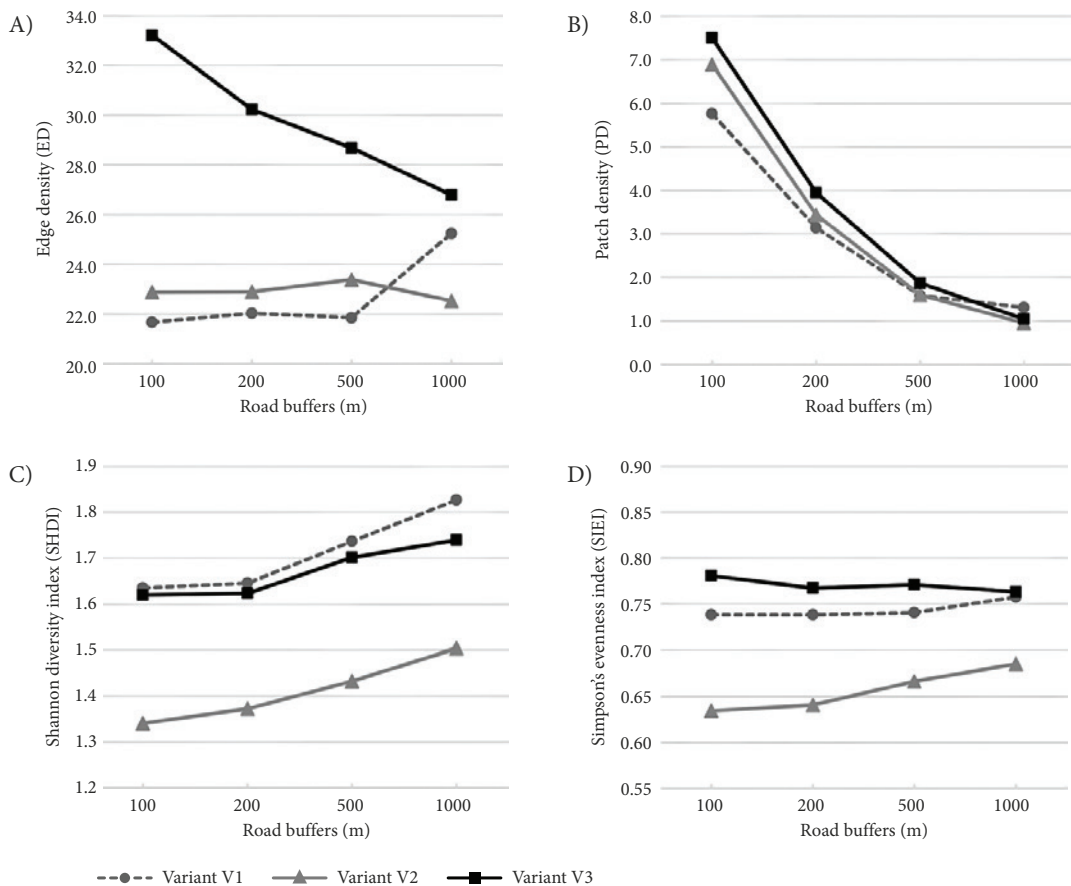 A)
Edge density (ED)
34.0
32.0
30.0
28.0
26.0
24.0
22.0
20.0
100 200 500 1000
Road buffers (m)
B)
Patch density (PD)
8.0
7.0
6.0
5.0
4.0
3.0
2.0
1.0
0.0
100 200 500 1000
Road buffers (m)
C)
Shannon diversity index (SHDI)
1.9
1.8
1.7
1.6
1.5
1.4
1.3
1.2
100 200 500 1000
Road buffers (m)
D)
Simpson's evenness index (SIEI)
0.90
0.85
0.80
0.75
0.70
0.65
0.60
0.55
100 200 500 1000
Road buffers (m)
Variant V1 Variant V2 Variant V3